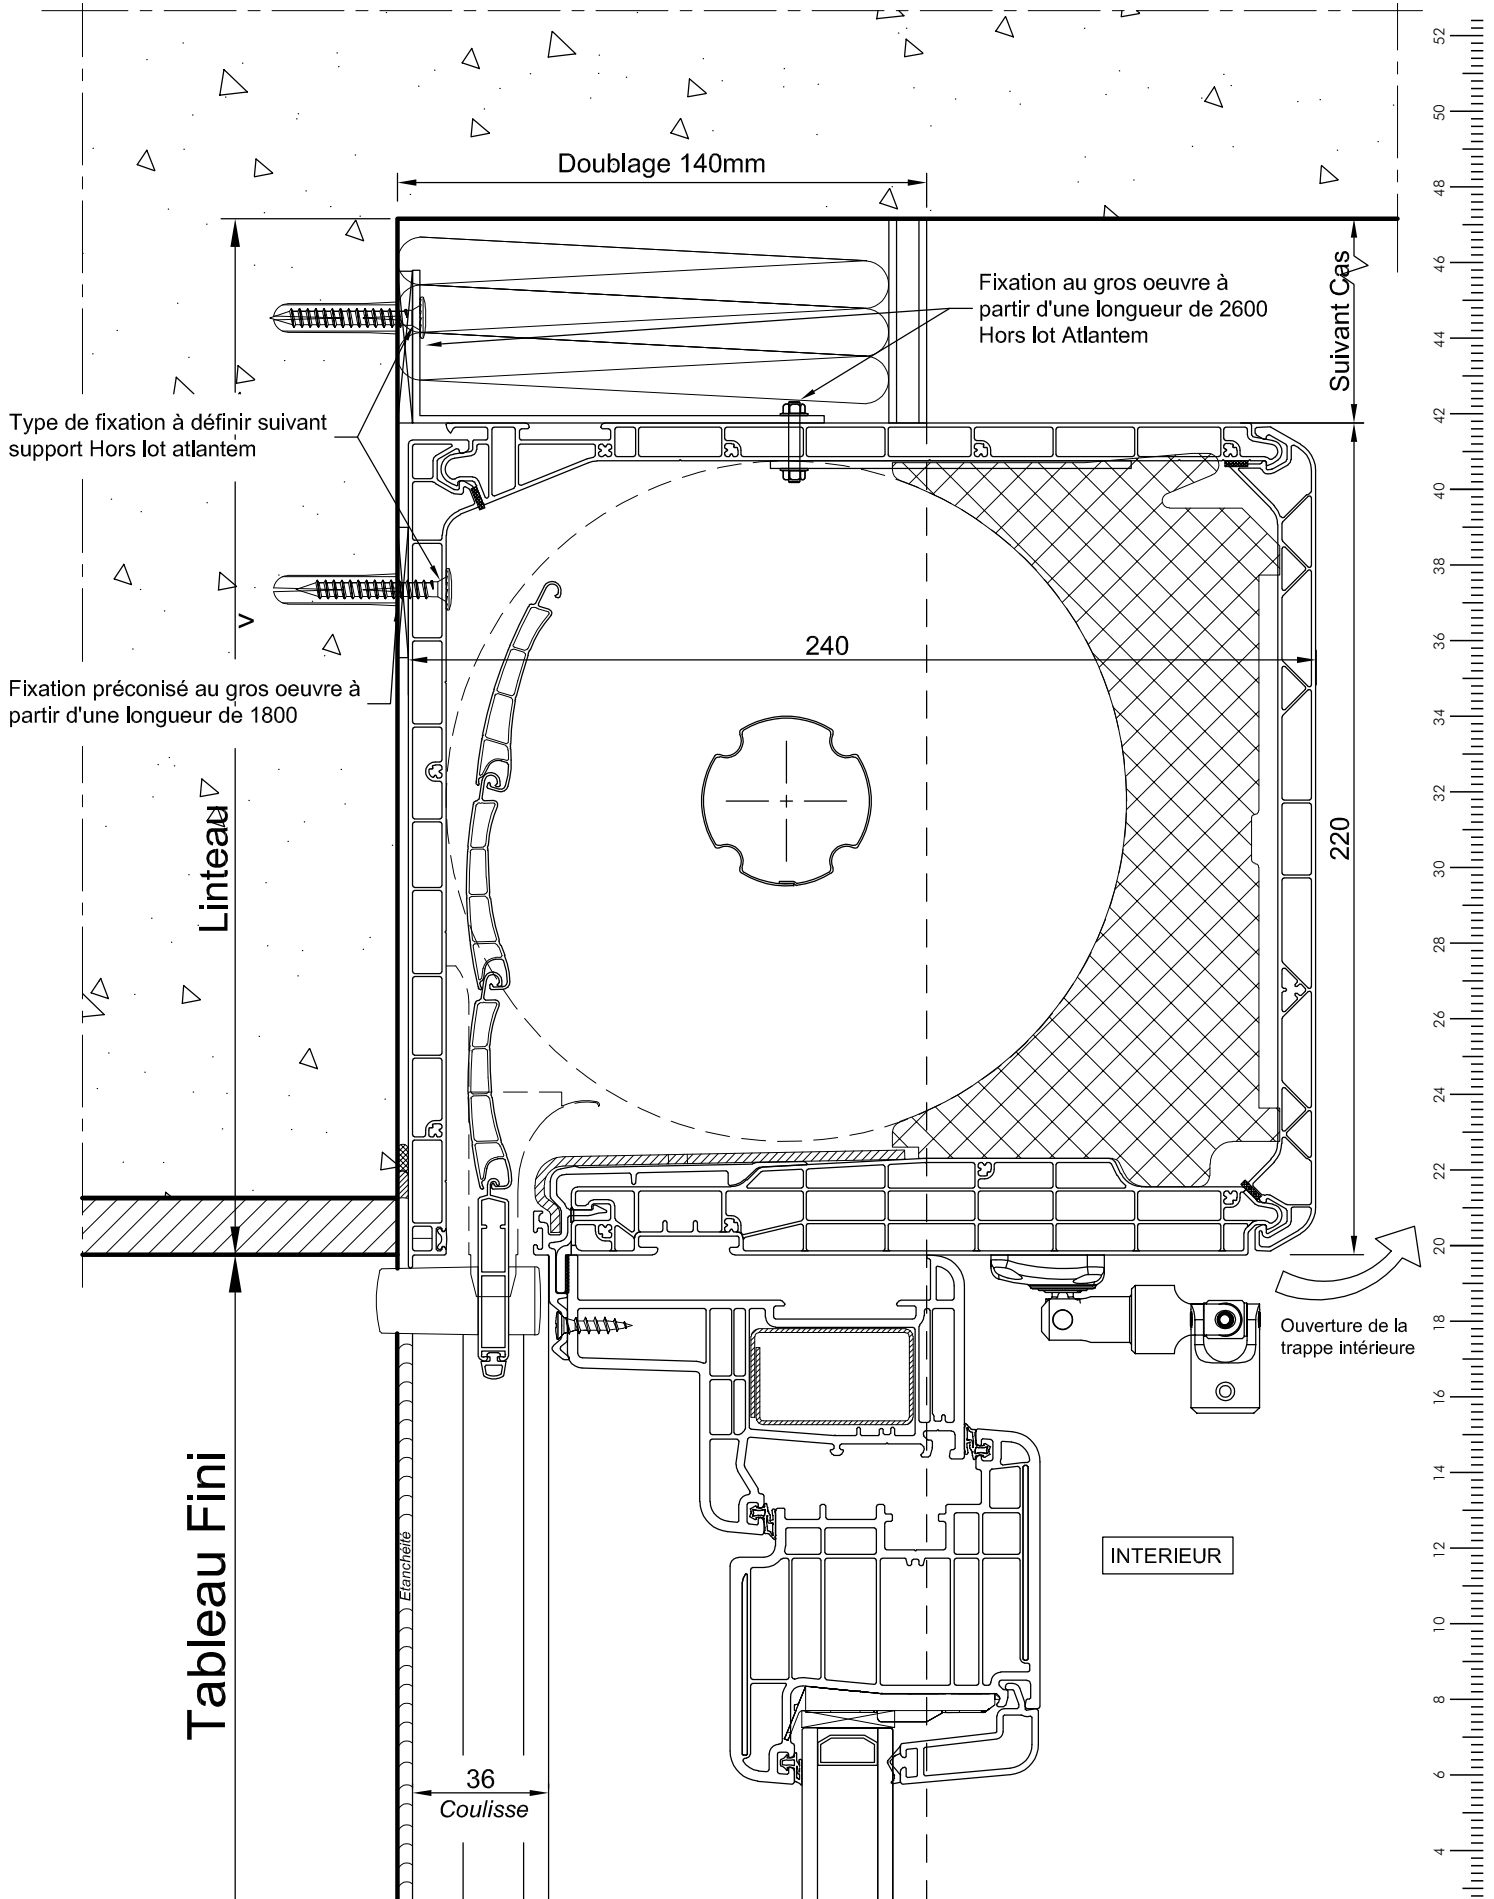 52
50
Doublage 140mm
48
46
Fixation au gros oeuvre à
partir d'une longueur de 2600
Hors lot Atlantem
Suivant Cas
44
42
Type de fixation à définir suivant
support Hors lot atlantem
40
38
v
240
36
Fixation préconisé au gros oeuvre à
partir d'une longueur de 1800
34
32
Linteau
220
30
28
26
24
22
20
18
Ouverture de la
trappe intérieure
16
14
Tableau Fini
Etanchéité
12
INTERIEUR
10
8
6
36
Coulisse
4